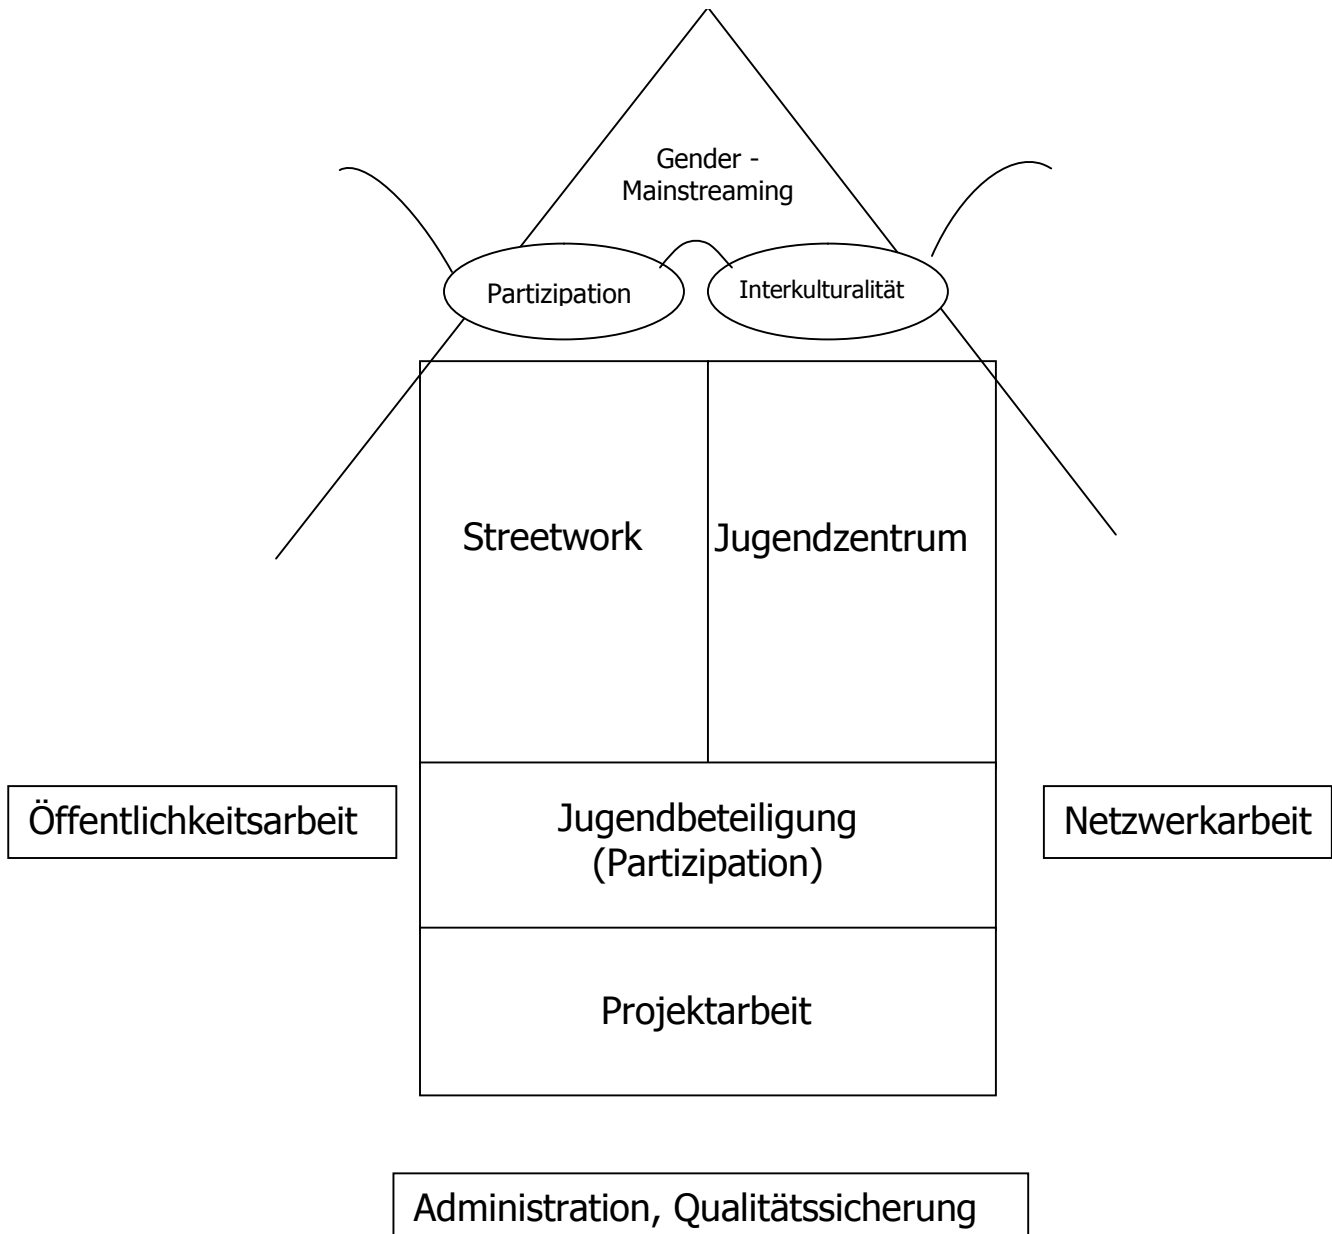 Gender -
Mainstreaming
Partizipation
Interkulturalität
Streetwork
Jugendzentrum
Öffentlichkeitsarbeit
Jugendbeteiligung
(Partizipation)
Netzwerkarbeit
Projektarbeit
Administration, Qualitätssicherung